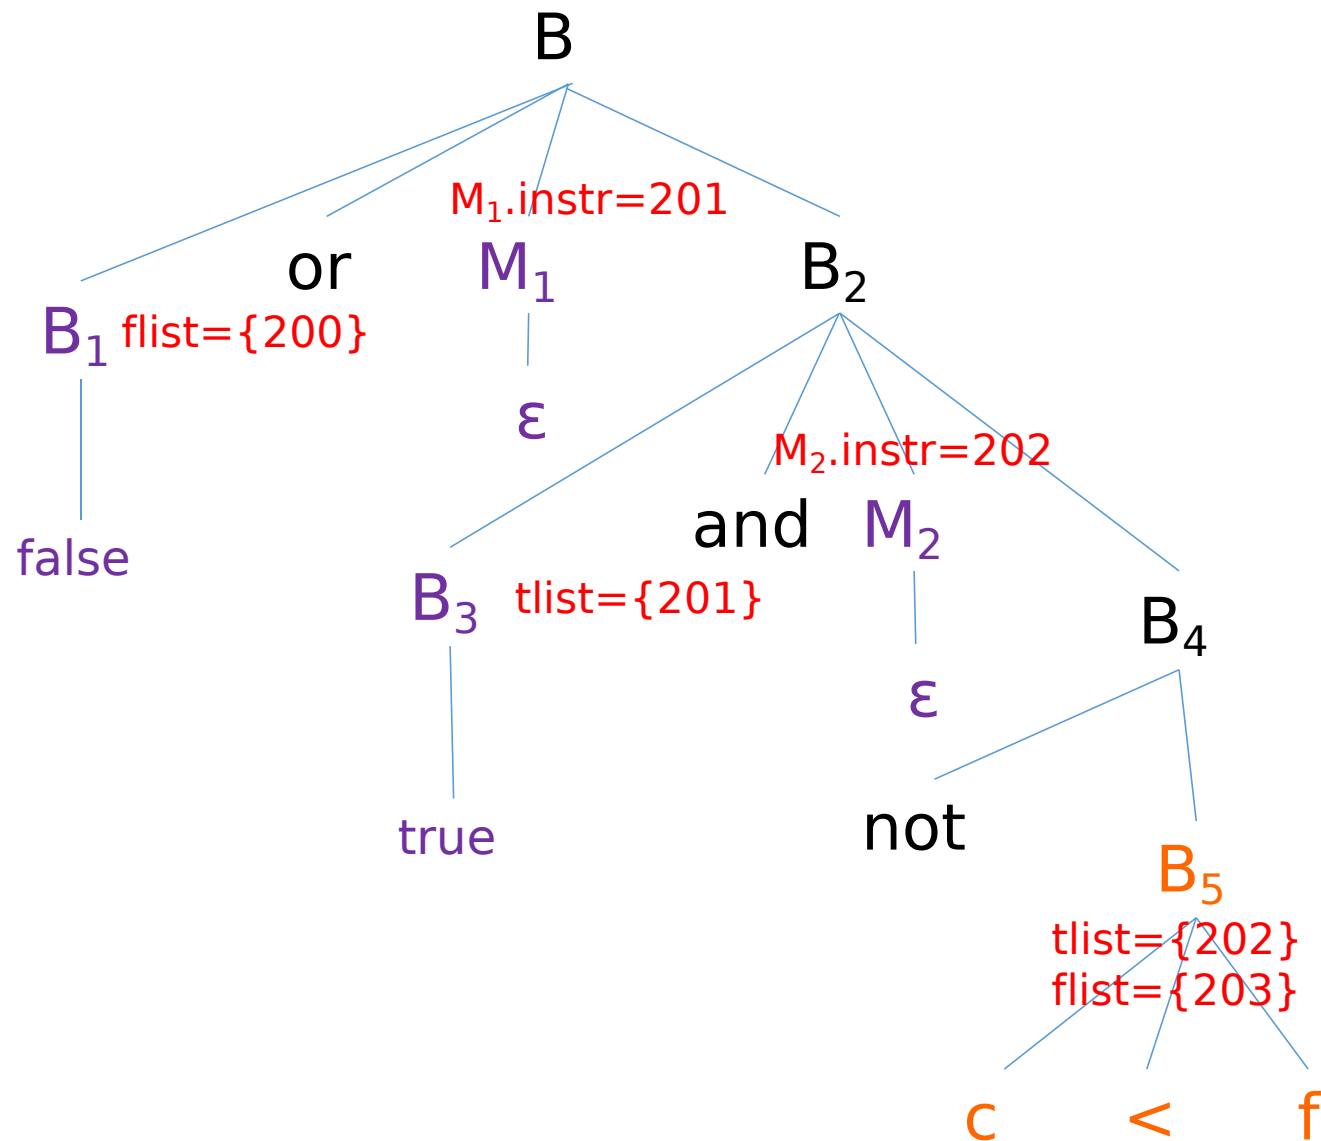 B
M₁.instr=201
or M₁ B₂
B₁ flist={200}
ε
M₂.instr=202
and M₂
false
B₃ tlist={201}
B₄
ε
true
not
B₅
tlist={202}
flist={203}
c < f